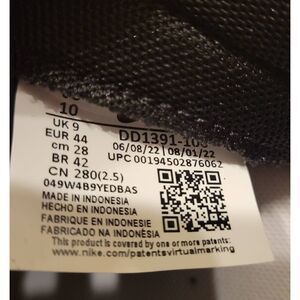 10
UK 9
EUR 44
cm 28
BR 42
CN 280(2.5)
DD1391-100
06/08/22 08/01/22
UPC 00194502876062
049W4B9YEDBAS
MADE IN INDONESIA
HECHO EN INDONESIA
FABRIQUE EN INDONESIE
FABRICADO NA INDONÉSIA
This product is covered by one or more patents:
www.nike.com/patentsvirtualmarking